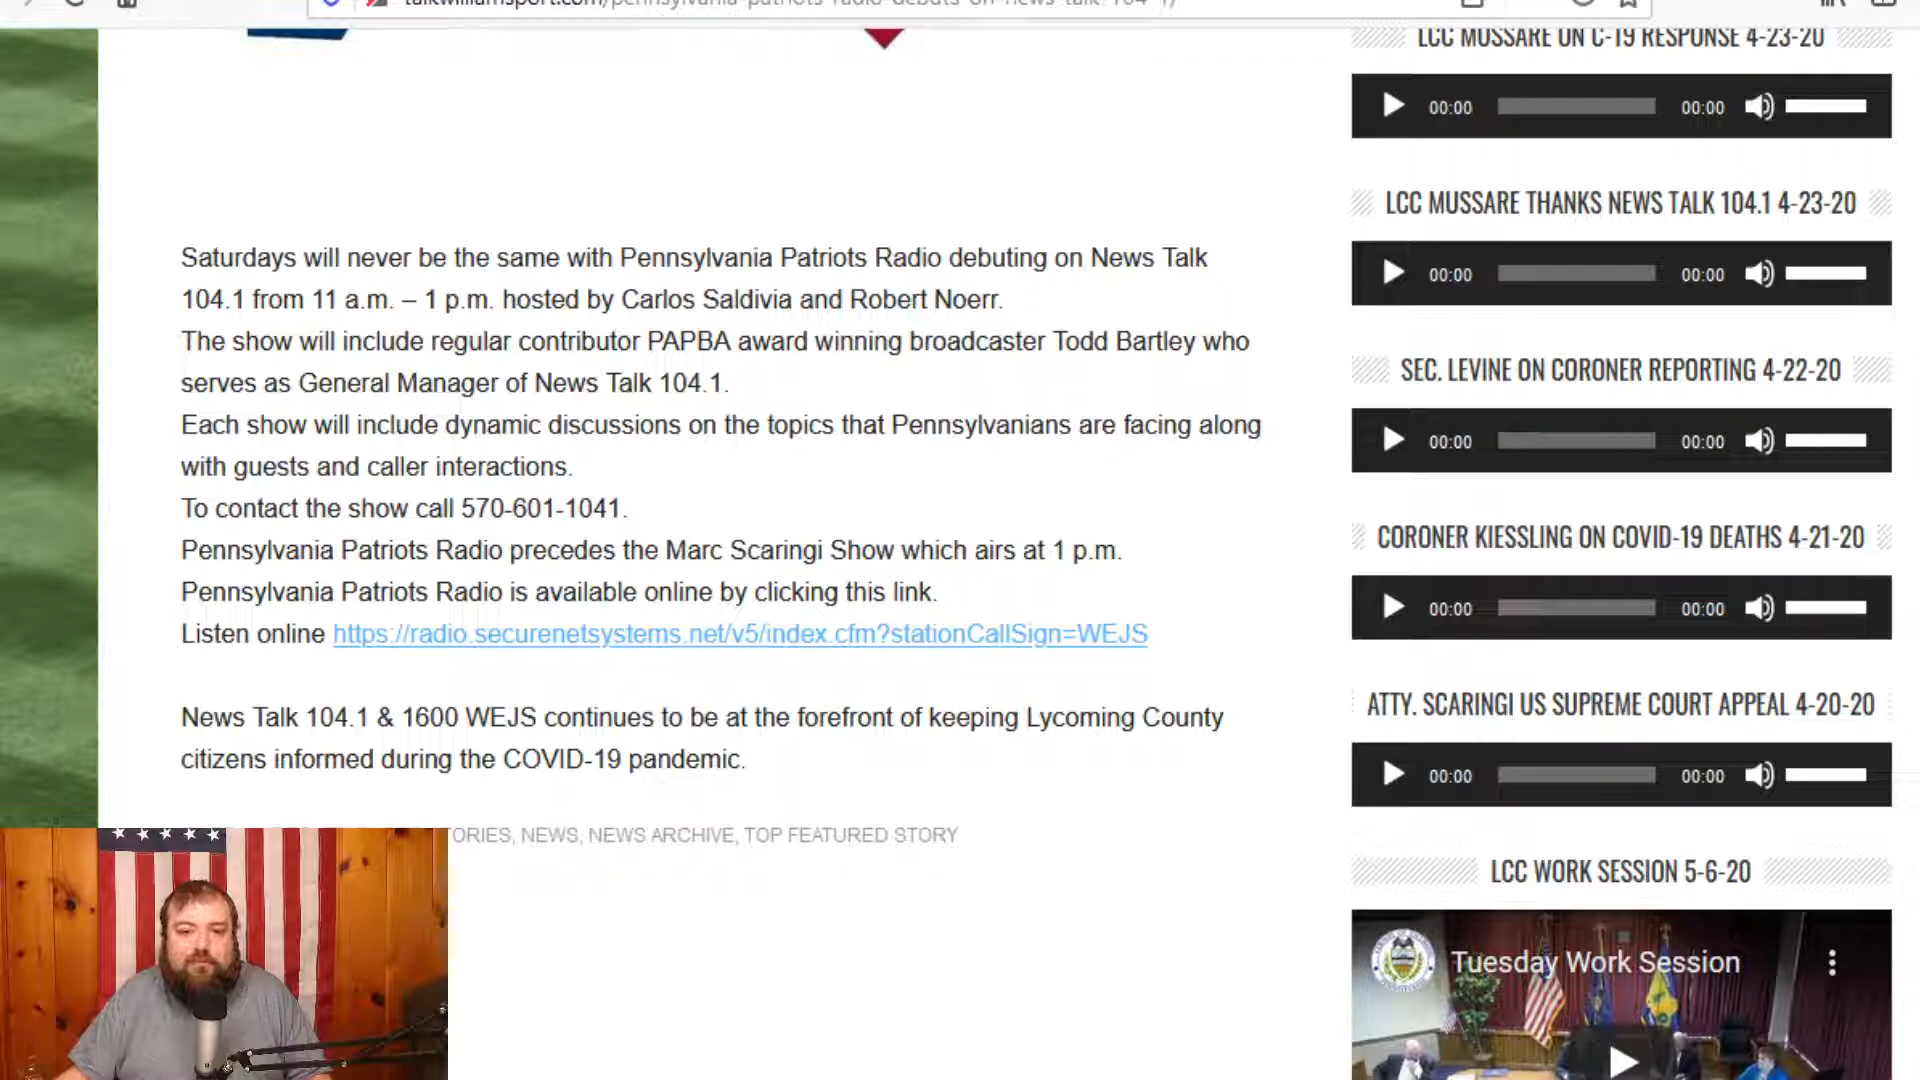 talkwilliamsport.com/pennsylvania-patriots-radio-debuts-on-news-talk-104-1/
Saturdays will never be the same with Pennsylvania Patriots Radio debuting on News Talk
104.1 from 11 a.m. – 1 p.m. hosted by Carlos Saldivia and Robert Noerr.
The show will include regular contributor PAPBA award winning broadcaster Todd Bartley who
serves as General Manager of News Talk 104.1.
Each show will include dynamic discussions on the topics that Pennsylvanians are facing along
with guests and caller interactions.
To contact the show call 570-601-1041.
Pennsylvania Patriots Radio precedes the Marc Scaringi Show which airs at 1 p.m.
Pennsylvania Patriots Radio is available online by clicking this link.
Listen online https://radio.securenetsystems.net/v5/index.cfm?stationCallSign=WEJS
News Talk 104.1 & 1600 WEJS continues to be at the forefront of keeping Lycoming County
citizens informed during the COVID-19 pandemic.
ORIES, NEWS, NEWS ARCHIVE, TOP FEATURED STORY
LCC MUSSARE ON C-19 RESPONSE 4-23-20
00:00 00:00
LCC MUSSARE THANKS NEWS TALK 104.1 4-23-20
00:00 00:00
SEC. LEVINE ON CORONER REPORTING 4-22-20
00:00 00:00
CORONER KIESSLING ON COVID-19 DEATHS 4-21-20
00:00 00:00
ATTY. SCARINGI US SUPREME COURT APPEAL 4-20-20
00:00 00:00
LCC WORK SESSION 5-6-20
Tuesday Work Session